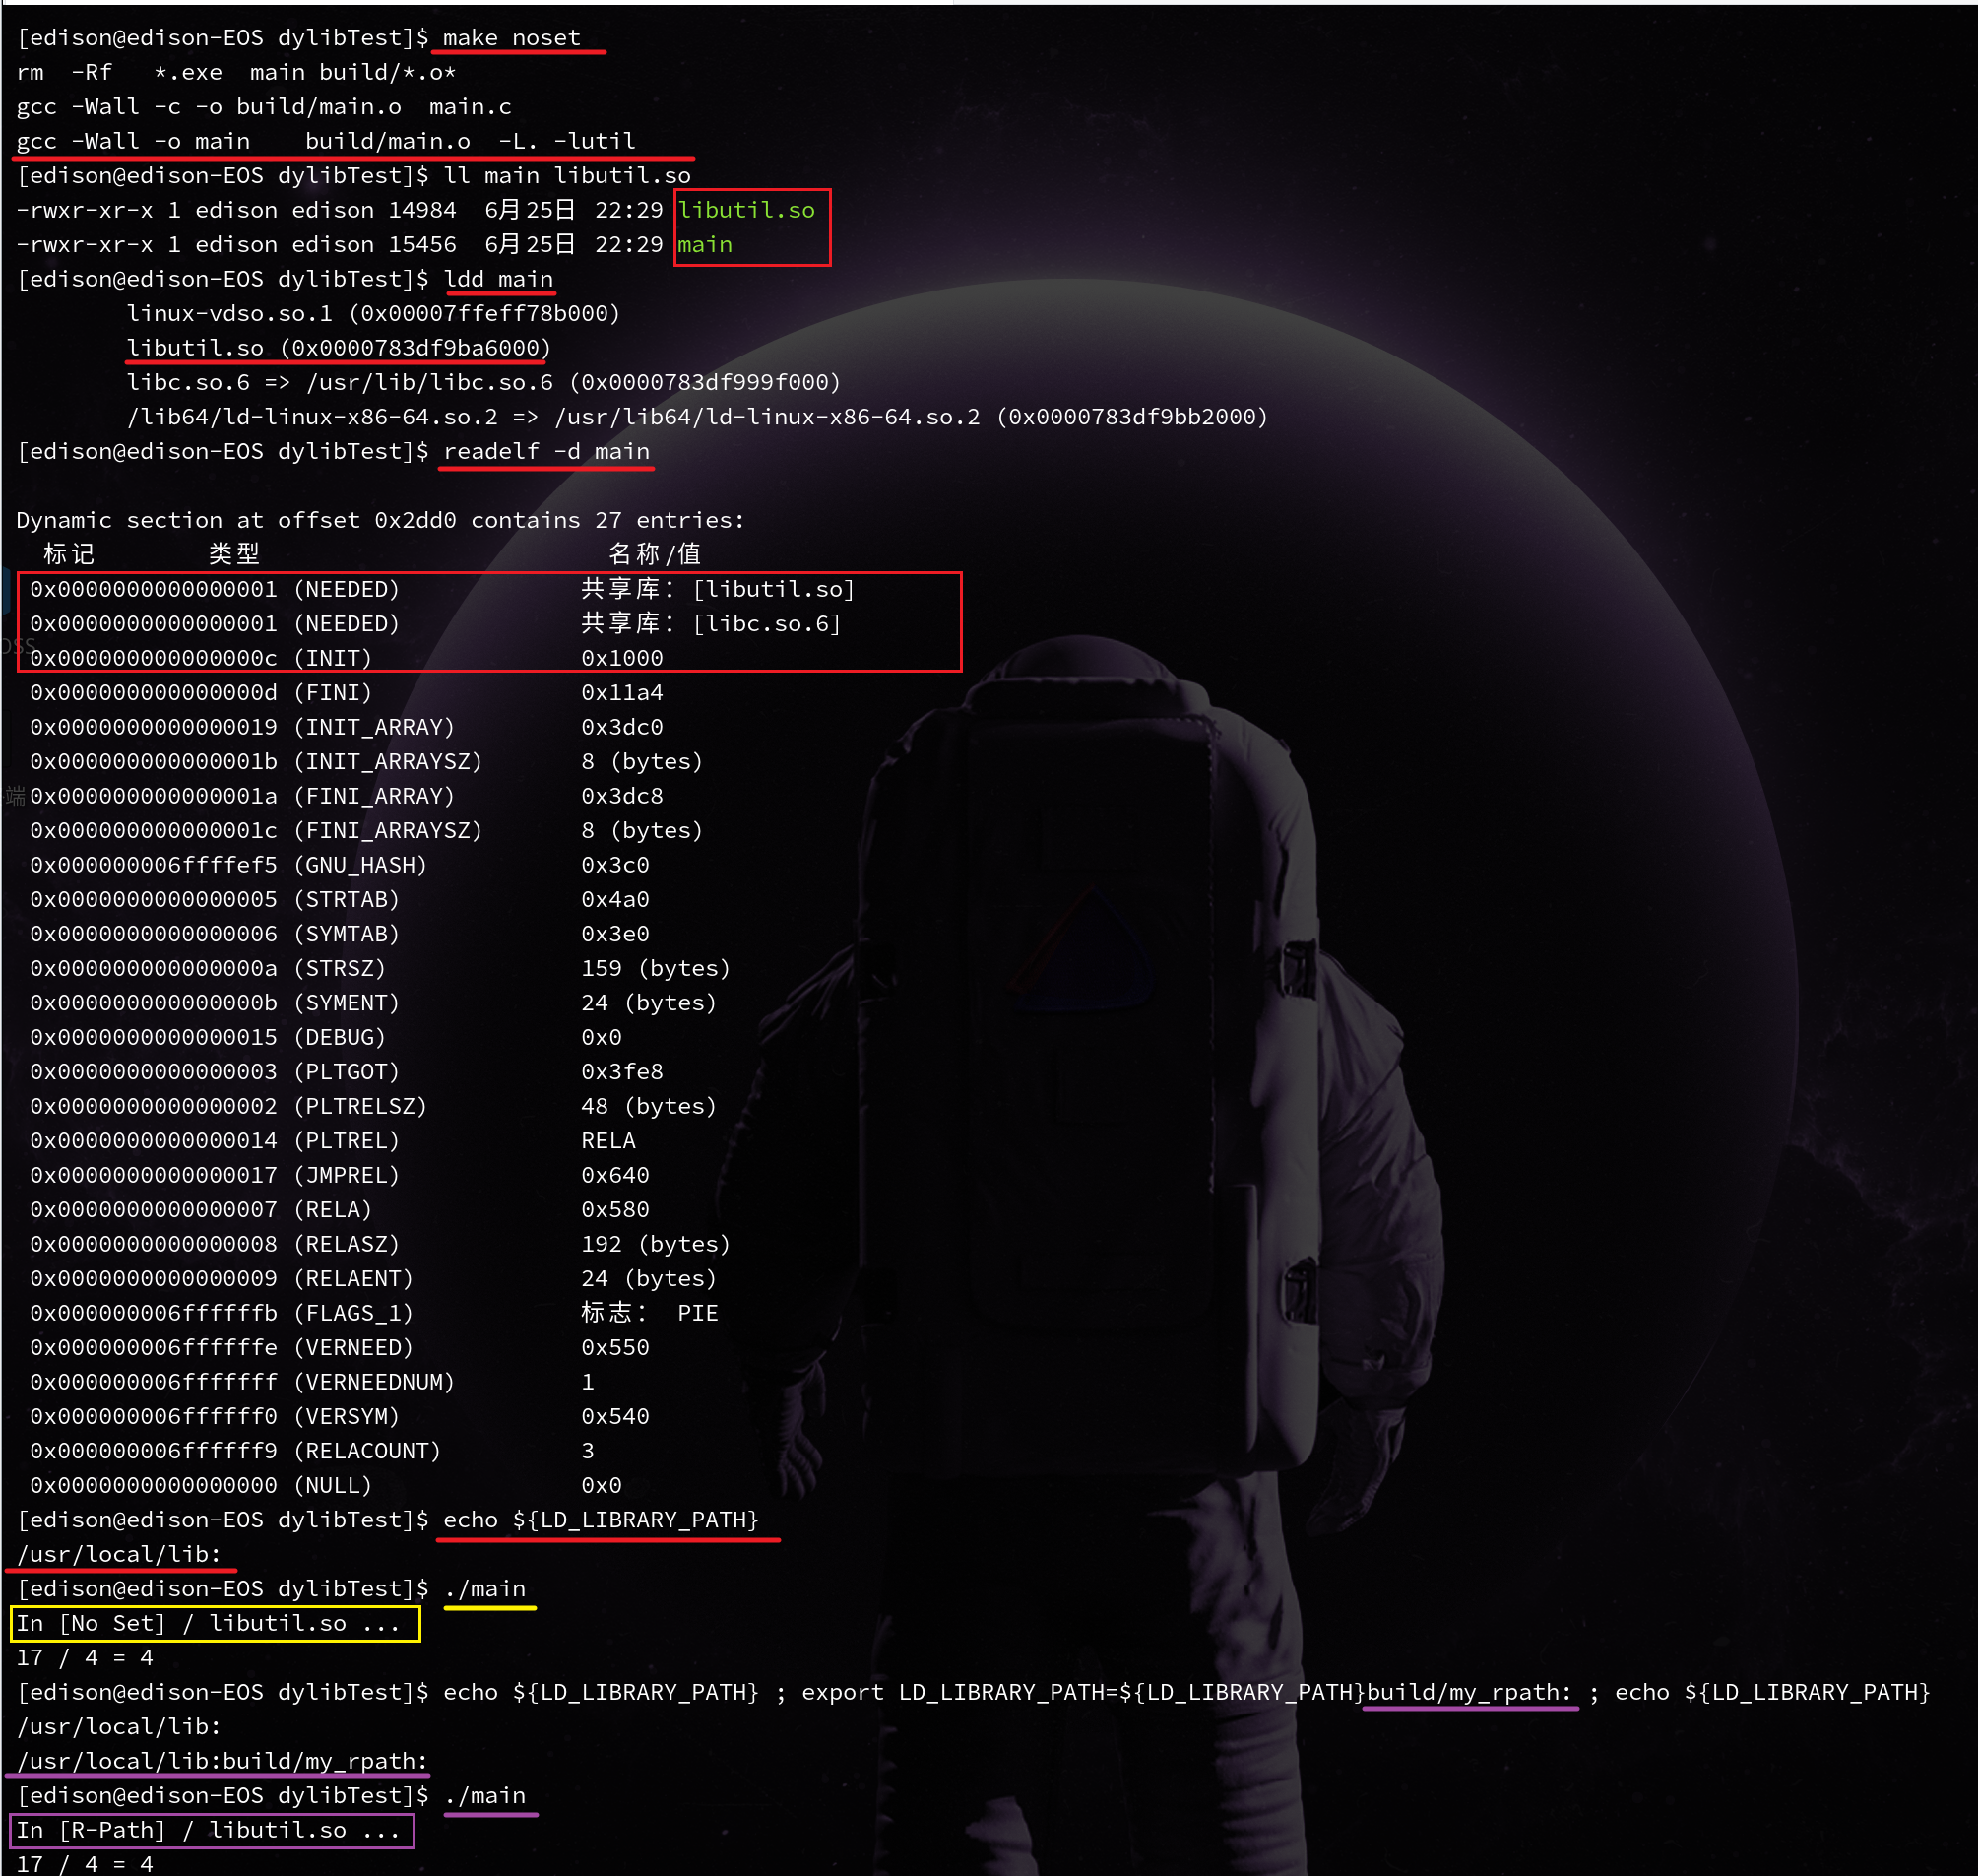 [edison@edison-EOS dylibTest]$ make noset
rm  -Rf   *.exe  main build/*.o*
gcc -Wall -c -o build/main.o  main.c
gcc -Wall -o main    build/main.o  -L. -lutil
[edison@edison-EOS dylibTest]$ ll main libutil.so
-rwxr-xr-x 1 edison edison 14984  6月25日 22:29 libutil.so
-rwxr-xr-x 1 edison edison 15456  6月25日 22:29 main
[edison@edison-EOS dylibTest]$ ldd main
        linux-vdso.so.1 (0x00007ffeff78b000)
        libutil.so (0x0000783df9ba6000)
        libc.so.6 => /usr/lib/libc.so.6 (0x0000783df999f000)
        /lib64/ld-linux-x86-64.so.2 => /usr/lib64/ld-linux-x86-64.so.2 (0x0000783df9bb2000)
[edison@edison-EOS dylibTest]$ readelf -d main
Dynamic section at offset 0x2dd0 contains 27 entries:
  标记        类型                         名称/值
 0x0000000000000001 (NEEDED)             共享库：[libutil.so]
 0x0000000000000001 (NEEDED)             共享库：[libc.so.6]
OSS
 0x000000000000000c (INIT)               0x1000
 0x000000000000000d (FINI)               0x11a4
 0x0000000000000019 (INIT_ARRAY)         0x3dc0
 0x000000000000001b (INIT_ARRAYSZ)       8 (bytes)
端
 0x000000000000001a (FINI_ARRAY)         0x3dc8
 0x000000000000001c (FINI_ARRAYSZ)       8 (bytes)
 0x000000006ffffef5 (GNU_HASH)           0x3c0
 0x0000000000000005 (STRTAB)             0x4a0
 0x0000000000000006 (SYMTAB)             0x3e0
 0x000000000000000a (STRSZ)              159 (bytes)
 0x000000000000000b (SYMENT)             24 (bytes)
 0x0000000000000015 (DEBUG)              0x0
 0x0000000000000003 (PLTGOT)             0x3fe8
 0x0000000000000002 (PLTRELSZ)           48 (bytes)
 0x0000000000000014 (PLTREL)             RELA
 0x0000000000000017 (JMPREL)             0x640
 0x0000000000000007 (RELA)               0x580
 0x0000000000000008 (RELASZ)             192 (bytes)
 0x0000000000000009 (RELAENT)            24 (bytes)
 0x000000006ffffffb (FLAGS_1)            标志： PIE
 0x000000006ffffffe (VERNEED)            0x550
 0x000000006fffffff (VERNEEDNUM)         1
 0x000000006ffffff0 (VERSYM)             0x540
 0x000000006ffffff9 (RELACOUNT)          3
 0x0000000000000000 (NULL)               0x0
[edison@edison-EOS dylibTest]$ echo ${LD_LIBRARY_PATH}
/usr/local/lib:
[edison@edison-EOS dylibTest]$ ./main
In [No Set] / libutil.so ...
17 / 4 = 4
[edison@edison-EOS dylibTest]$ echo ${LD_LIBRARY_PATH} ; export LD_LIBRARY_PATH=${LD_LIBRARY_PATH}build/my_rpath: ; echo ${LD_LIBRARY_PATH}
/usr/local/lib:
/usr/local/lib:build/my_rpath:
[edison@edison-EOS dylibTest]$ ./main
In [R-Path] / libutil.so ...
17 / 4 = 4